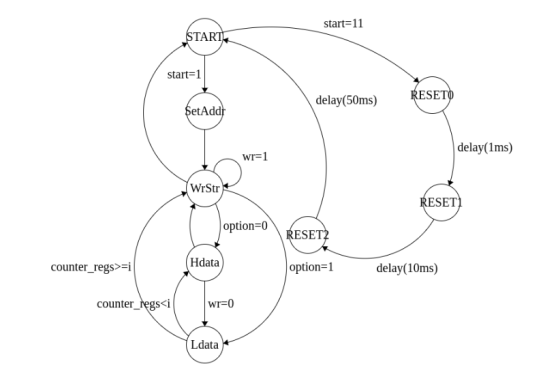 start=11
START
start=1
RESET0
delay(50ms)
SetAddr
delay(1ms)
wr=1
WrStr
RESET1
option=0
RESET2
Hdata
counter_regs>=i
option=1
delay(10ms)
counter_regs<i
wr=0
Ldata